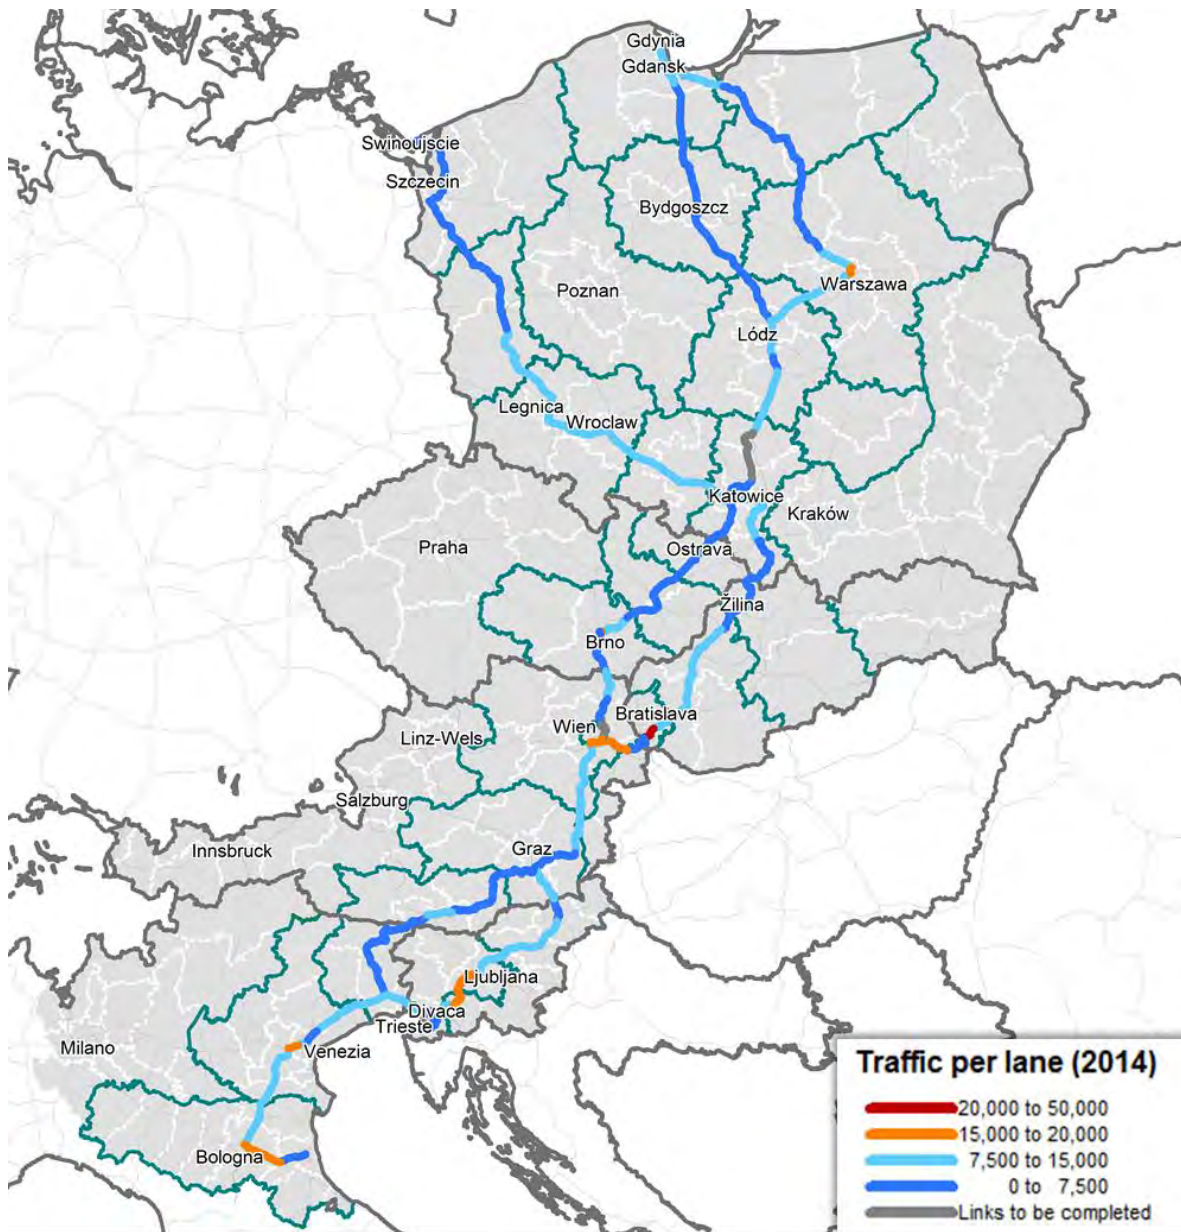 Gdynia
Gdansk
Swinoujscie
Szczecin
Bydgoszcz
Warszawa
Poznan
Lódz
Legnica
Wroclaw
Katowice
Kraków
Praha
Ostrava
Žilina
Brno
Bratislava
Wien
Linz-Wels
Salzburg
Graz
Innsbruck
Ljubljana
Divaca
Trieste
Milano
Venezia
Bologna
Traffic per lane (2014)
20,000 to 50,000
15,000 to 20,000
7,500 to 15,000
0 to 7,500
Links to be completed